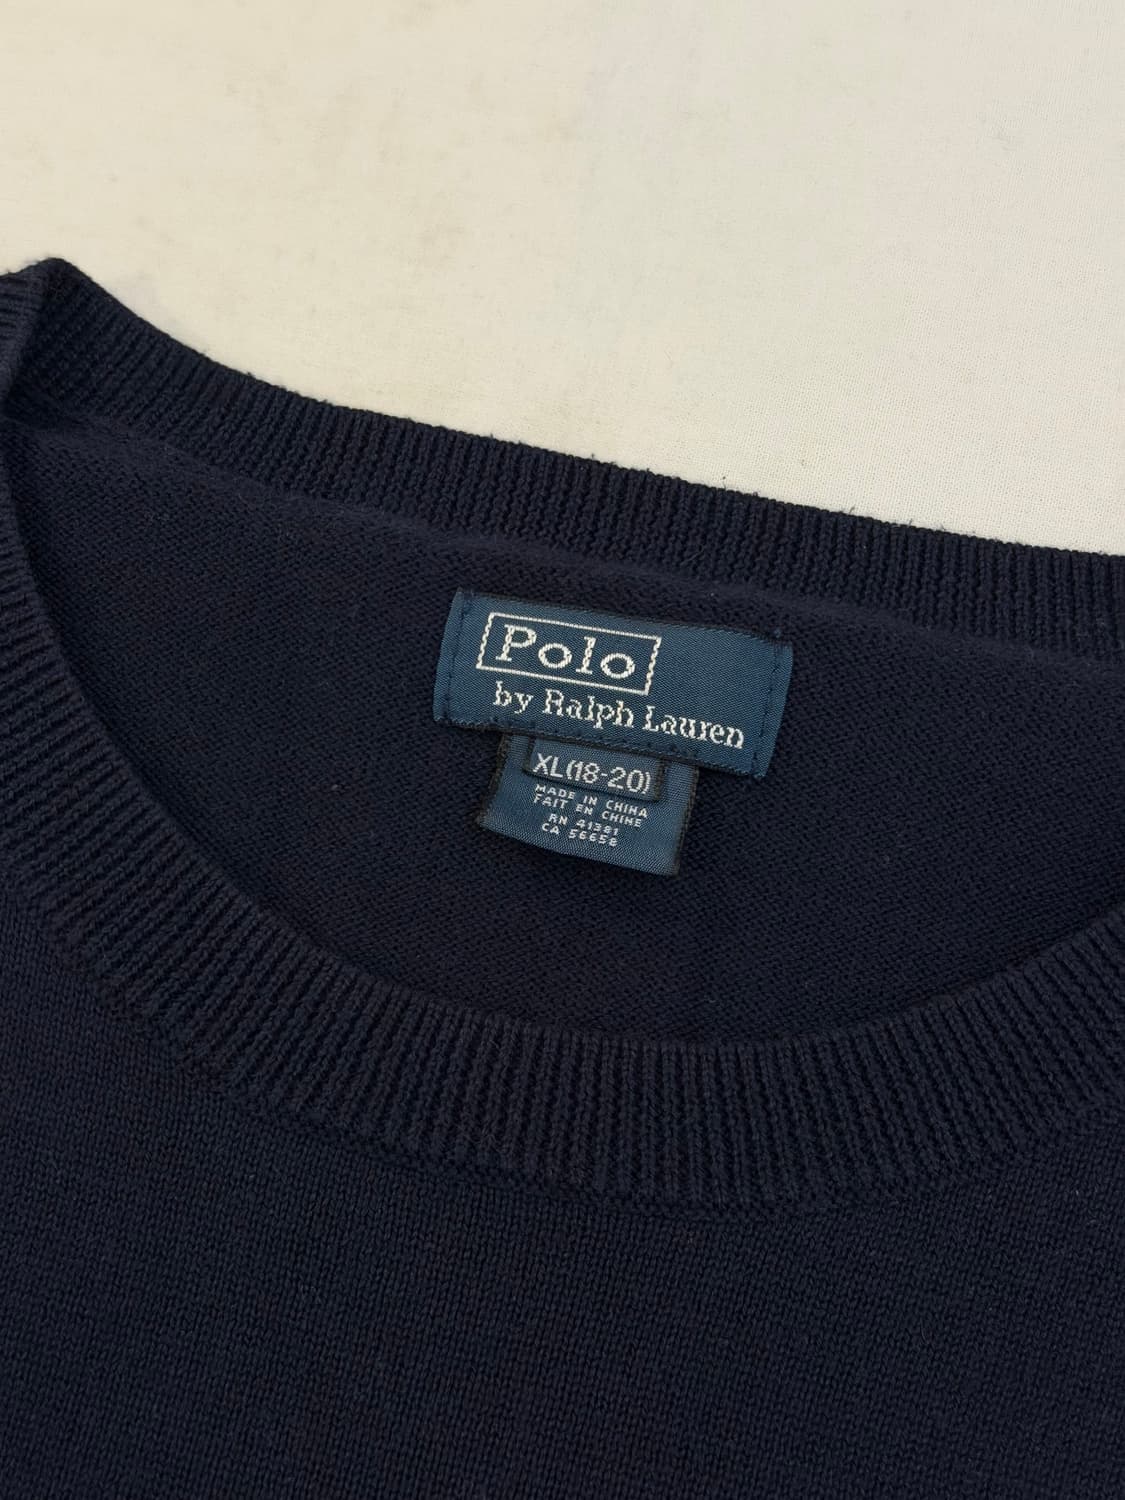 Polo
by Ralph Lauren
XL(18-20)
MADE IN CHINA
FAIT EN CHINE
RN 41381
CA 56658